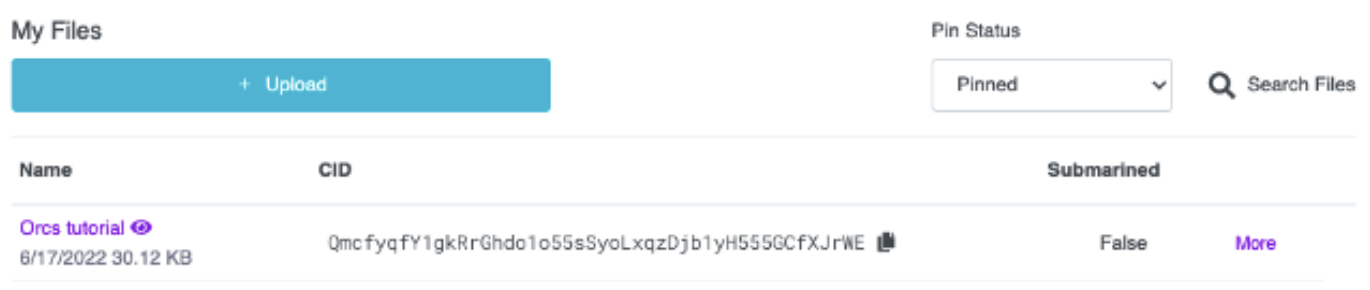 My Files
Pin Status
+ Upload
Pinned
Search Files
Name CID Submarined
Orcs tutorial
QmcfyqfY1gkRrGhdo1o55sSyoLxqzDjb1yH555GCfXJrWE
False
More
6/17/2022 30.12 KB